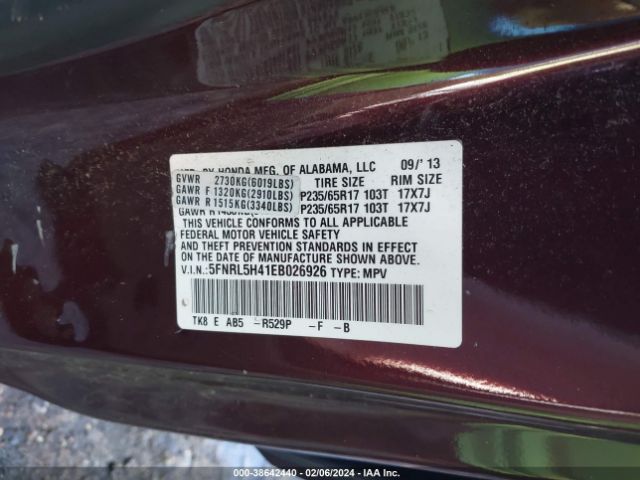 BY HONDA MFG. OF ALABAMA, LLC 09/' 13
TIRE SIZE RIM SIZE
GVWR 2730KG(6019LBS)
GAWR F 1320KG(2910LBS) P235/65R17 103T 17X7J
GAWR R 1515KG(3340LBS) P235/65R17 103T 17X7J
GAWR
THIS VEHICLE CONFORMS TO ALL APPLICABLE
FEDERAL MOTOR VEHICLE SAFETY
AND THEFT PREVENTION STANDARDS IN EFFECT
ON THE DATE OF MANUFACTURE SHOWN ABOVE.
V.I.N.: 5FNRL5H41EB026926 TYPE: MPV
TK8 E AB5 -R529P -F -B
000-38642440 - 02/06/2024 - IAA Inc.